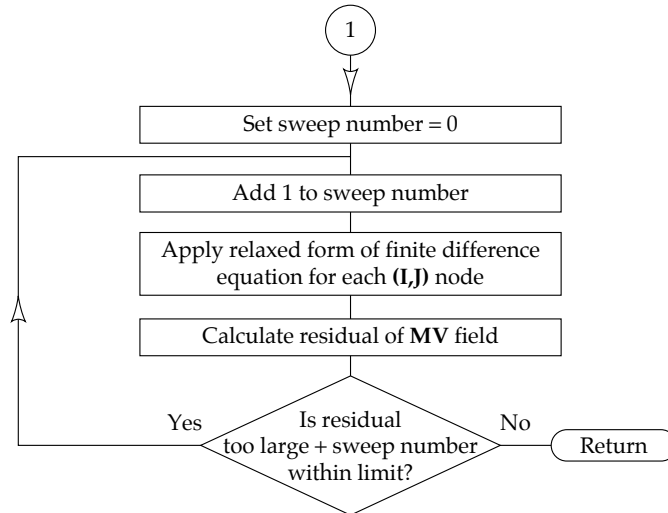 1
Set sweep number = 0
Add 1 to sweep number
Apply relaxed form of finite difference
equation for each (I,J) node
Calculate residual of MV field
Yes
Is residual
too large + sweep number
within limit?
No
Return